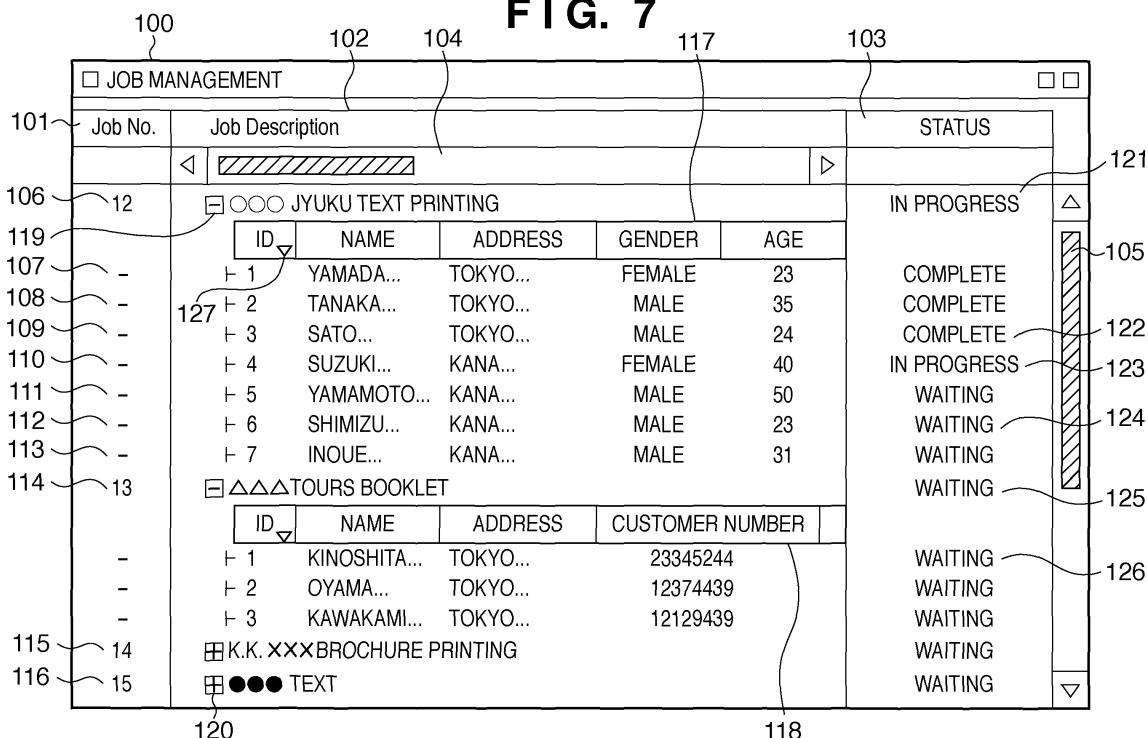 FIG. 7
100 102 104 117 103
□ JOB MANAGEMENT
101 Job No. Job Description STATUS
121
106 12 ○○○ JYUKU TEXT PRINTING IN PROGRESS
119 ID NAME ADDRESS GENDER AGE
105
107 – 1 YAMADA... TOKYO... FEMALE 23 COMPLETE
127
108 – 2 TANAKA... TOKYO... MALE 35 COMPLETE
109 – 3 SATO... TOKYO... MALE 24 COMPLETE 122
110 – 4 SUZUKI... KANA... FEMALE 40 IN PROGRESS 123
111 – 5 YAMAMOTO... KANA... MALE 50 WAITING
112 – 6 SHIMIZU... KANA... MALE 23 WAITING 124
113 – 7 INOUE... KANA... MALE 31 WAITING
114 13 △△△TOURS BOOKLET WAITING 125
ID NAME ADDRESS CUSTOMER NUMBER
– 1 KINOSHITA... TOKYO... 23345244 WAITING 126
– 2 OYAMA... TOKYO... 12374439 WAITING
– 3 KAWAKAMI... TOKYO... 12129439 WAITING
115 14 K.K. ×××BROCHURE PRINTING WAITING
116 15 ●●● TEXT WAITING
120 118